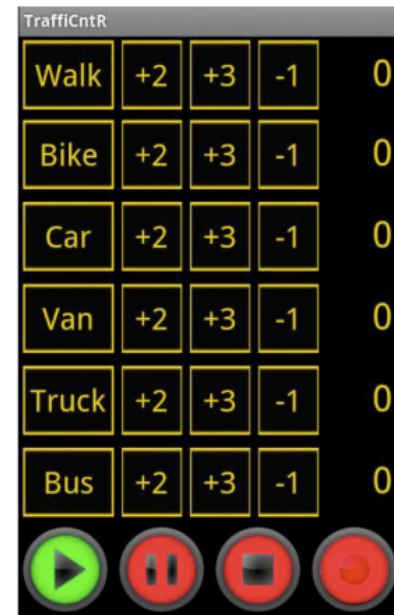 TraffiCntR
Walk +2 +3 -1 0
Bike +2 +3 -1 0
Car +2 +3 -1 0
Van +2 +3 -1 0
Truck +2 +3 -1 0
Bus +2 +3 -1 0